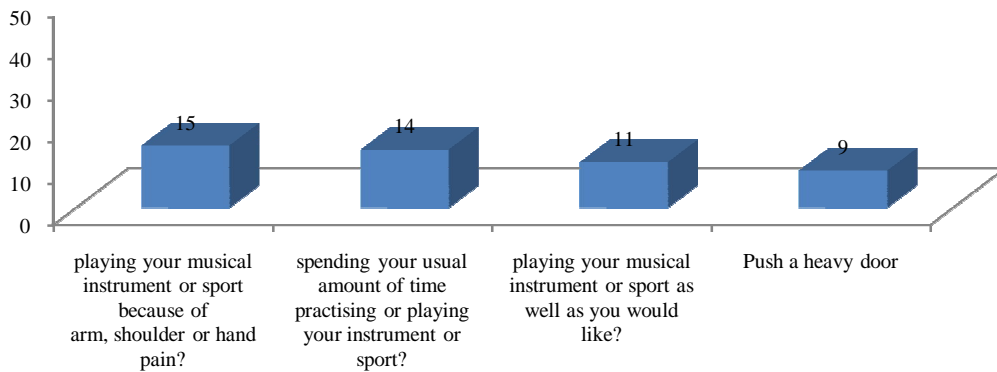 50
40
30
20
10
0
15
14
11
9
playing your musical
instrument or sport
because of
arm, shoulder or hand
pain?
spending your usual
amount of time
practising or playing
your instrument or
sport?
playing your musical
instrument or sport as
well as you would
like?
Push a heavy door